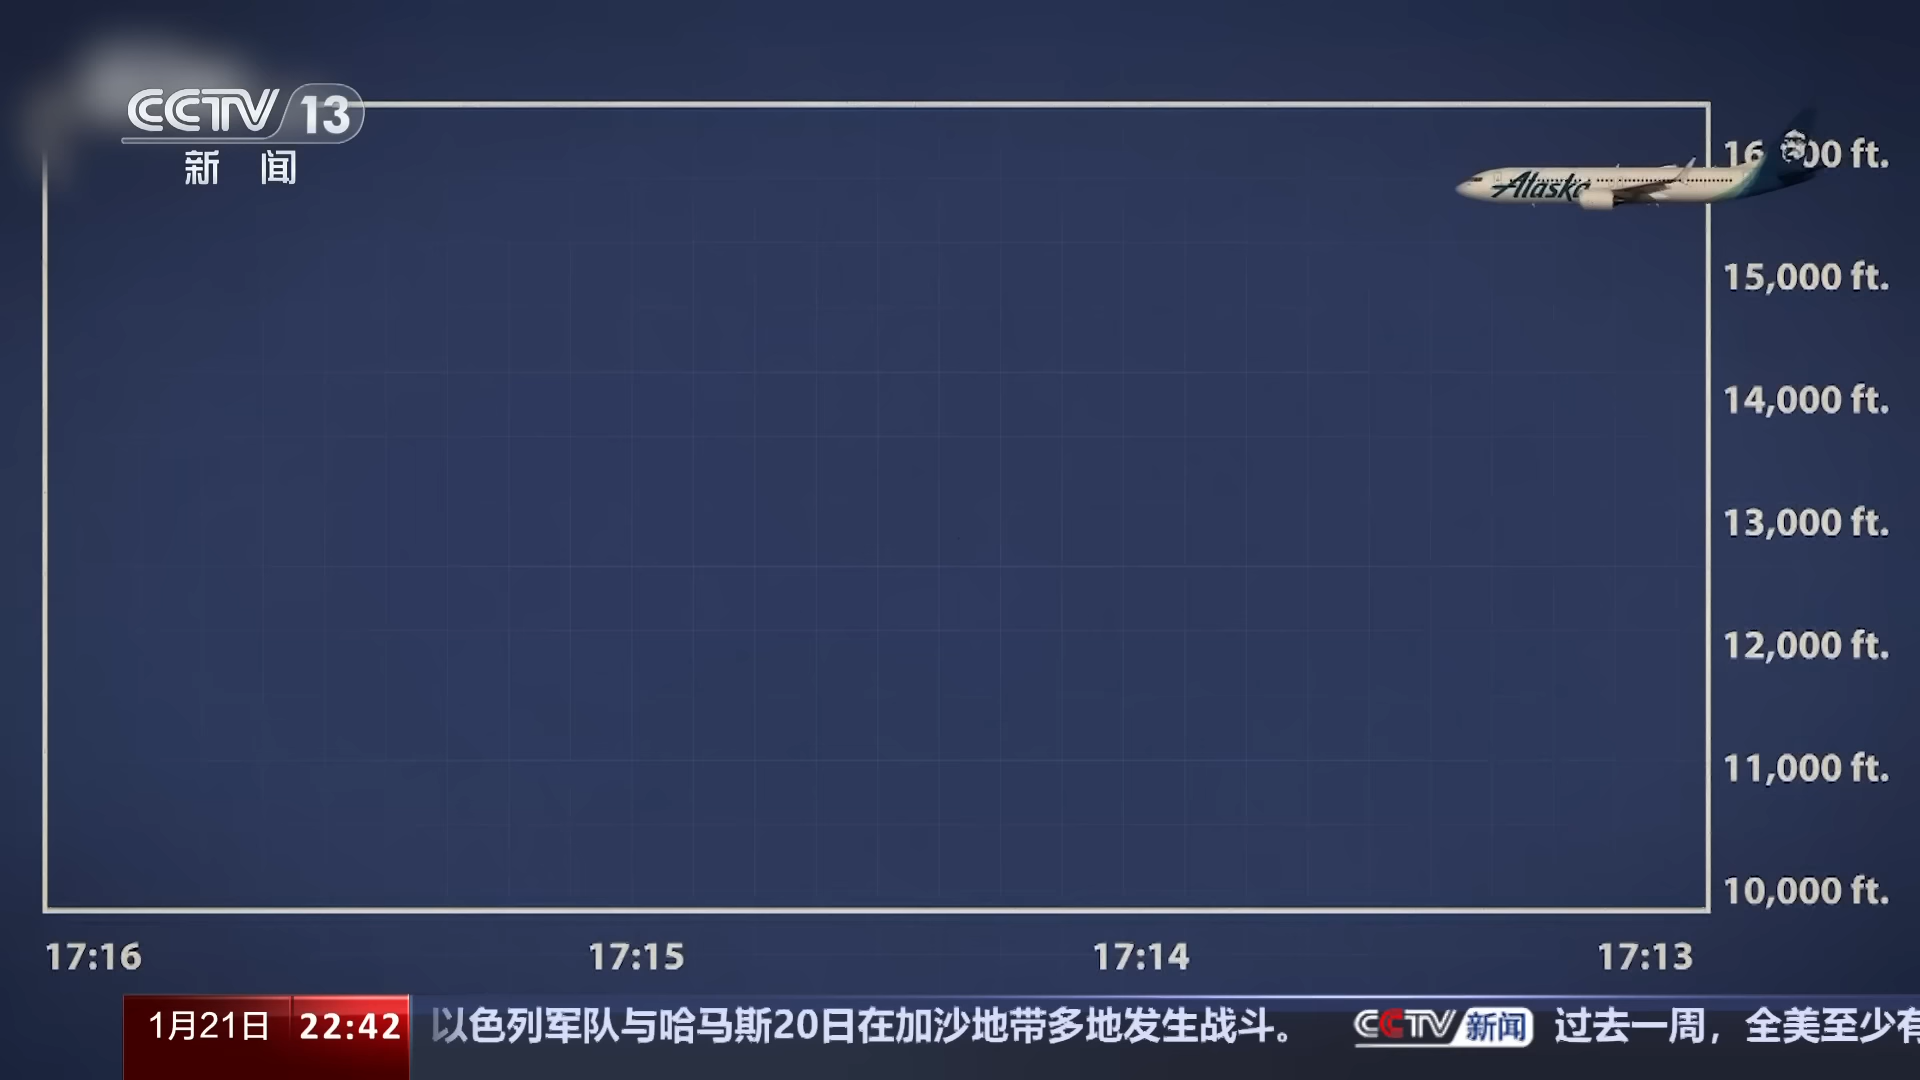 CCTV 13
新 闻
Alaska
15,000 ft.
14,000 ft.
13,000 ft.
12,000 ft.
11,000 ft.
10,000 ft.
17:16 17:15 17:14 17:13
1月21日 22:42 以色列军队与哈马斯20日在加沙地带多地发生战斗。 CCTV 新闻 过去一周，全美至少有